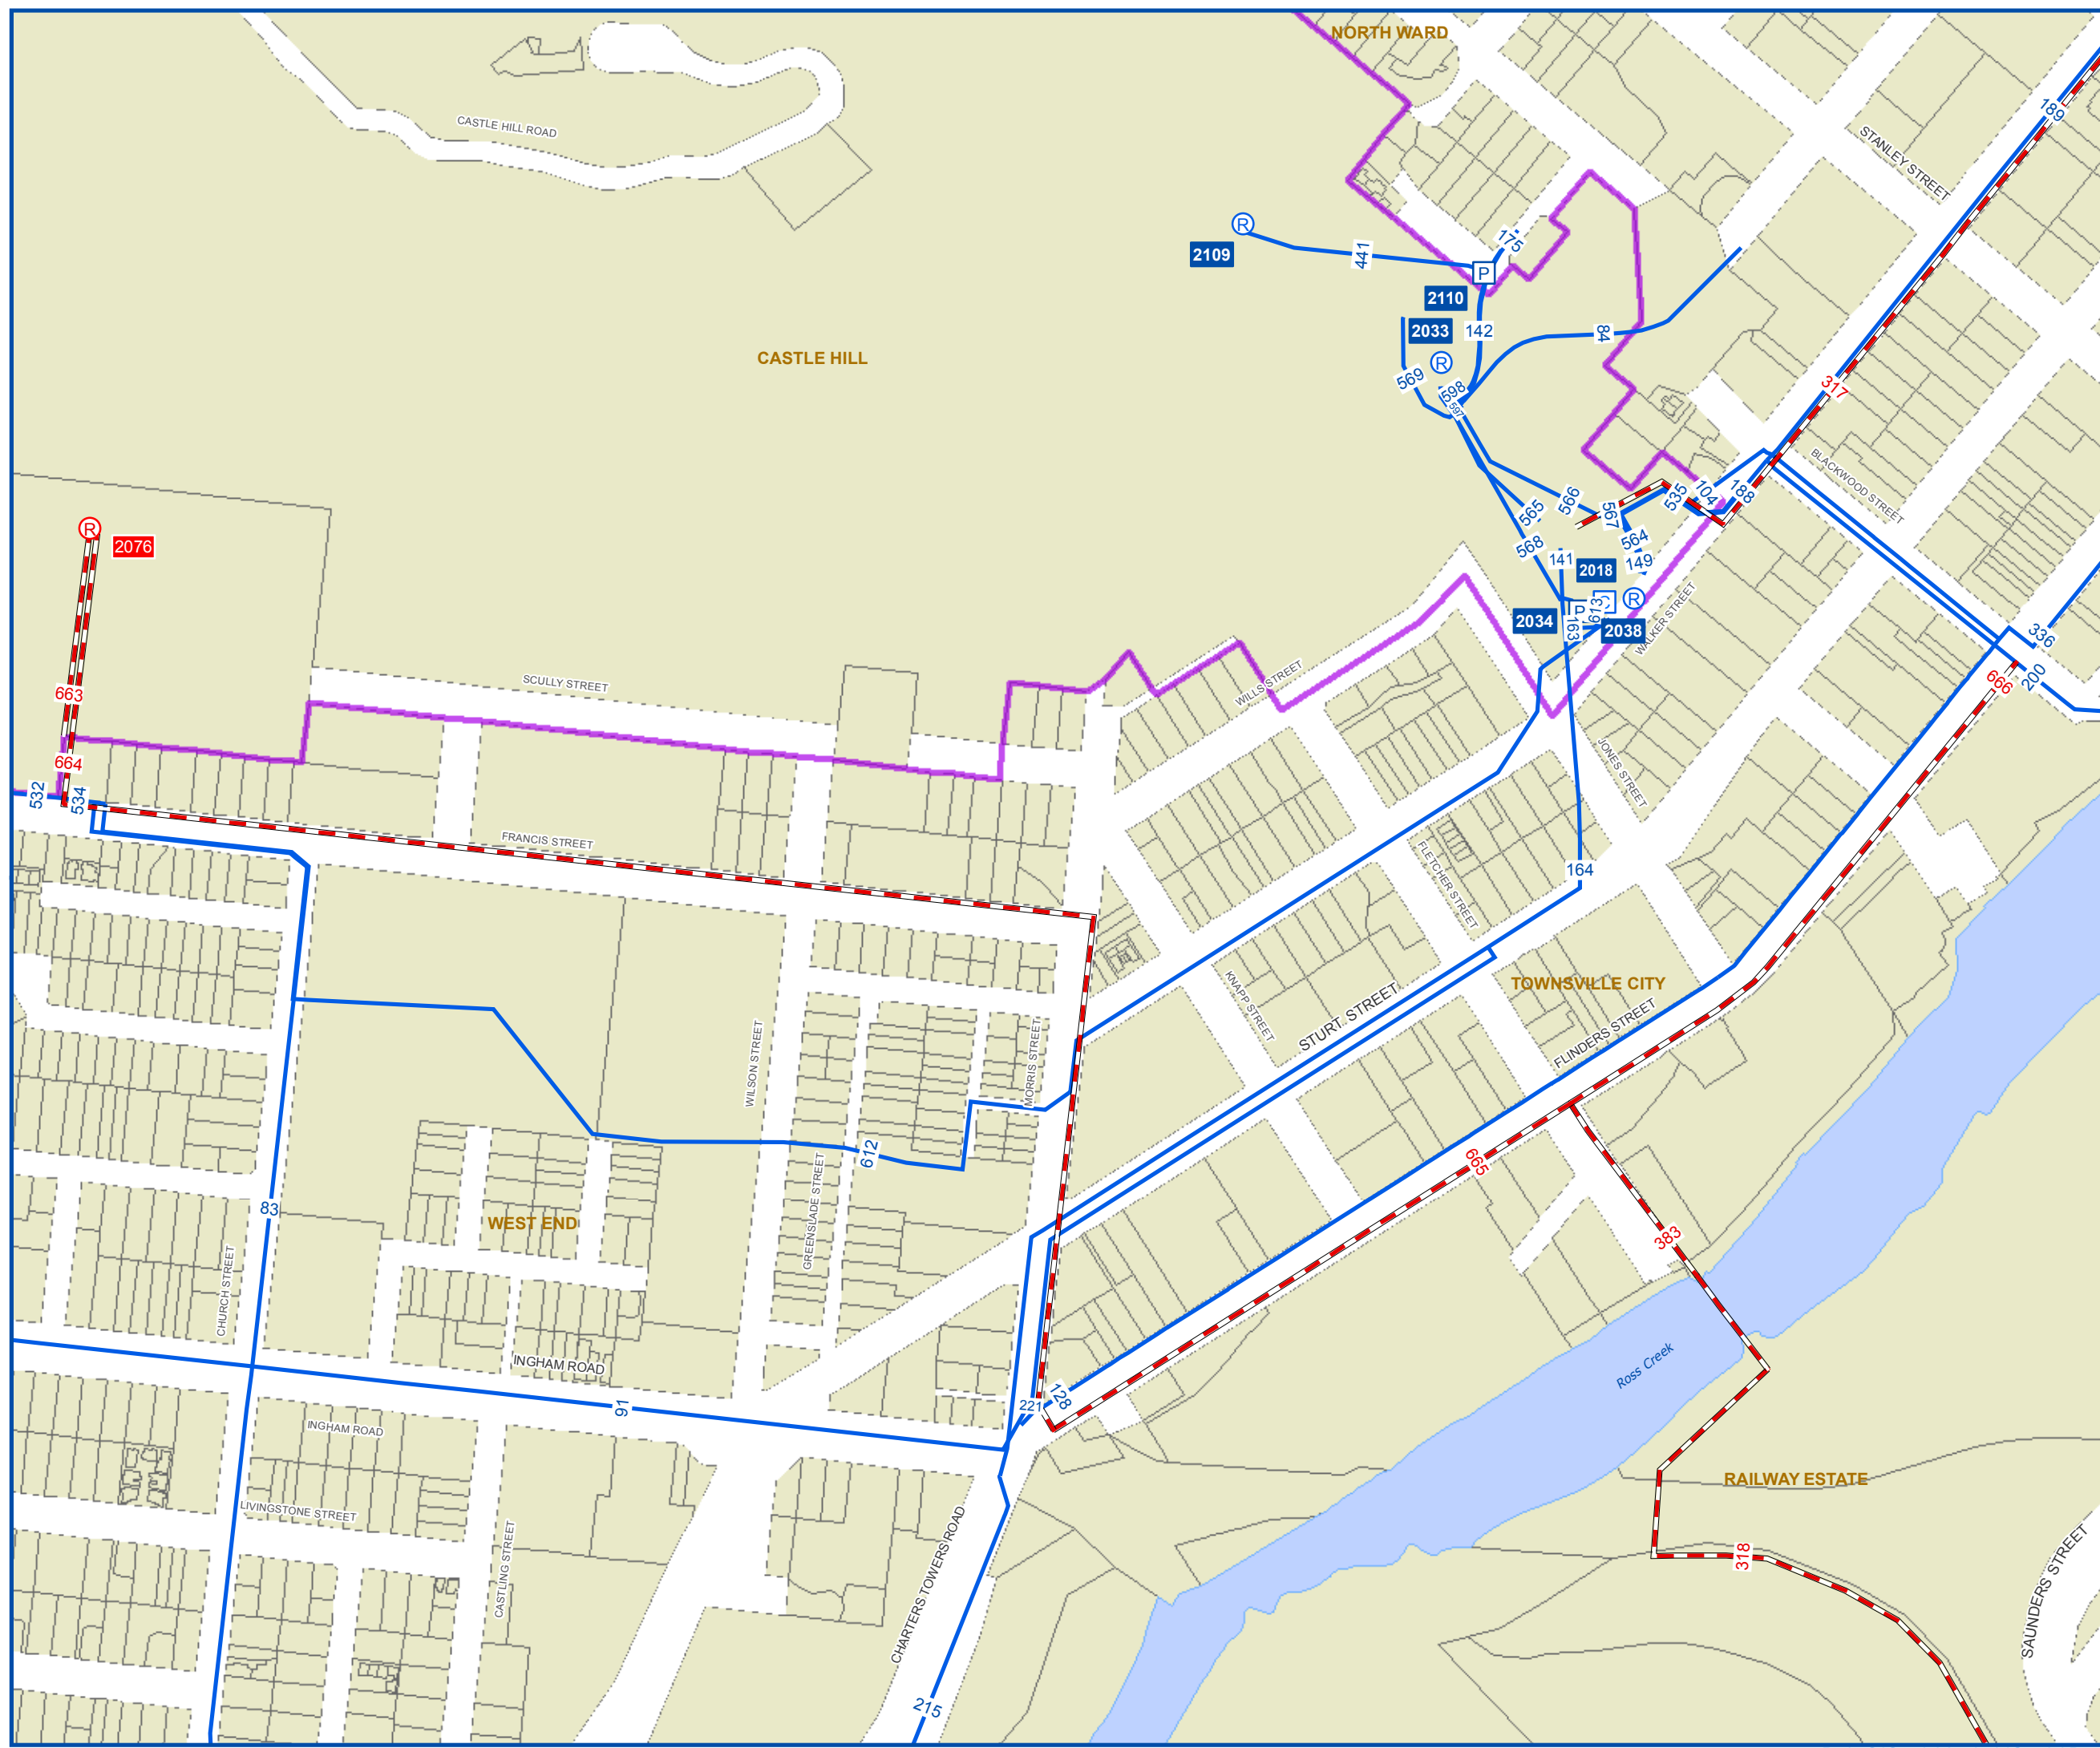 NORTH WARD
189
CASTLE HILL ROAD
STANLEY STREET
R
2109
441
175
P
2110
2033
142
84
CASTLE HILL
R
569
598
597
317
BLACKWOOD STREET
566
535
104
188
565
567
R
2076
568
564
141
149
2018
R
613
P
163
2034
2038
WALKER STREET
336
200
666
SCULLY STREET
WILLS STREET
663
664
532
534
JONES STREET
FRANCIS STREET
FLETCHER STREET
164
KNAPP STREET
STURT STREET
TOWNSVILLE CITY
FLINDERS STREET
WILSON STREET
MORRIS STREET
612
665
GREENSLADE STREET
83
WEST END
383
CHURCH STREET
INGHAM ROAD
Ross Creek
91
128
221
INGHAM ROAD
RAILWAY ESTATE
LIVINGSTONE STREET
CASTLING STREET
CHARTERS TOWERS ROAD
318
SAUNDERS STREET
215